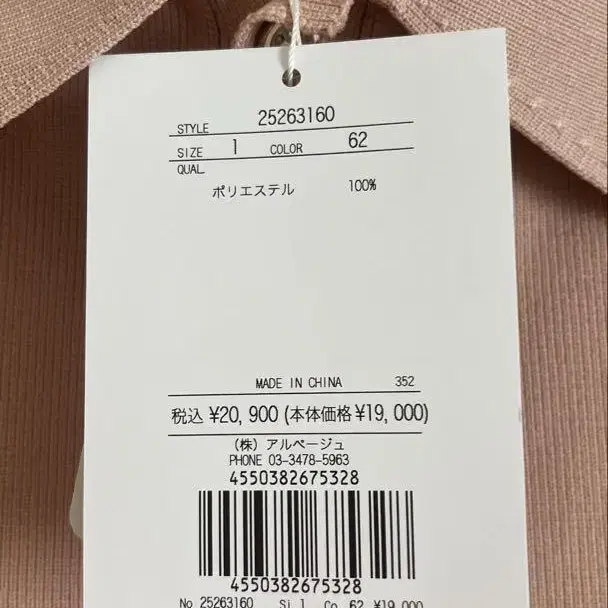 STYLE 25263160
SIZE 1 COLOR 62
QUAL
ポリエステル 100%
MADE IN CHINA 352
税込 ¥20,900 (本体価格¥19,000)
(株) アルページュ
PHONE 03-3478-5963
4550382675328
4550382675328
No 25263160 Si 1 Co 62 ¥19,000